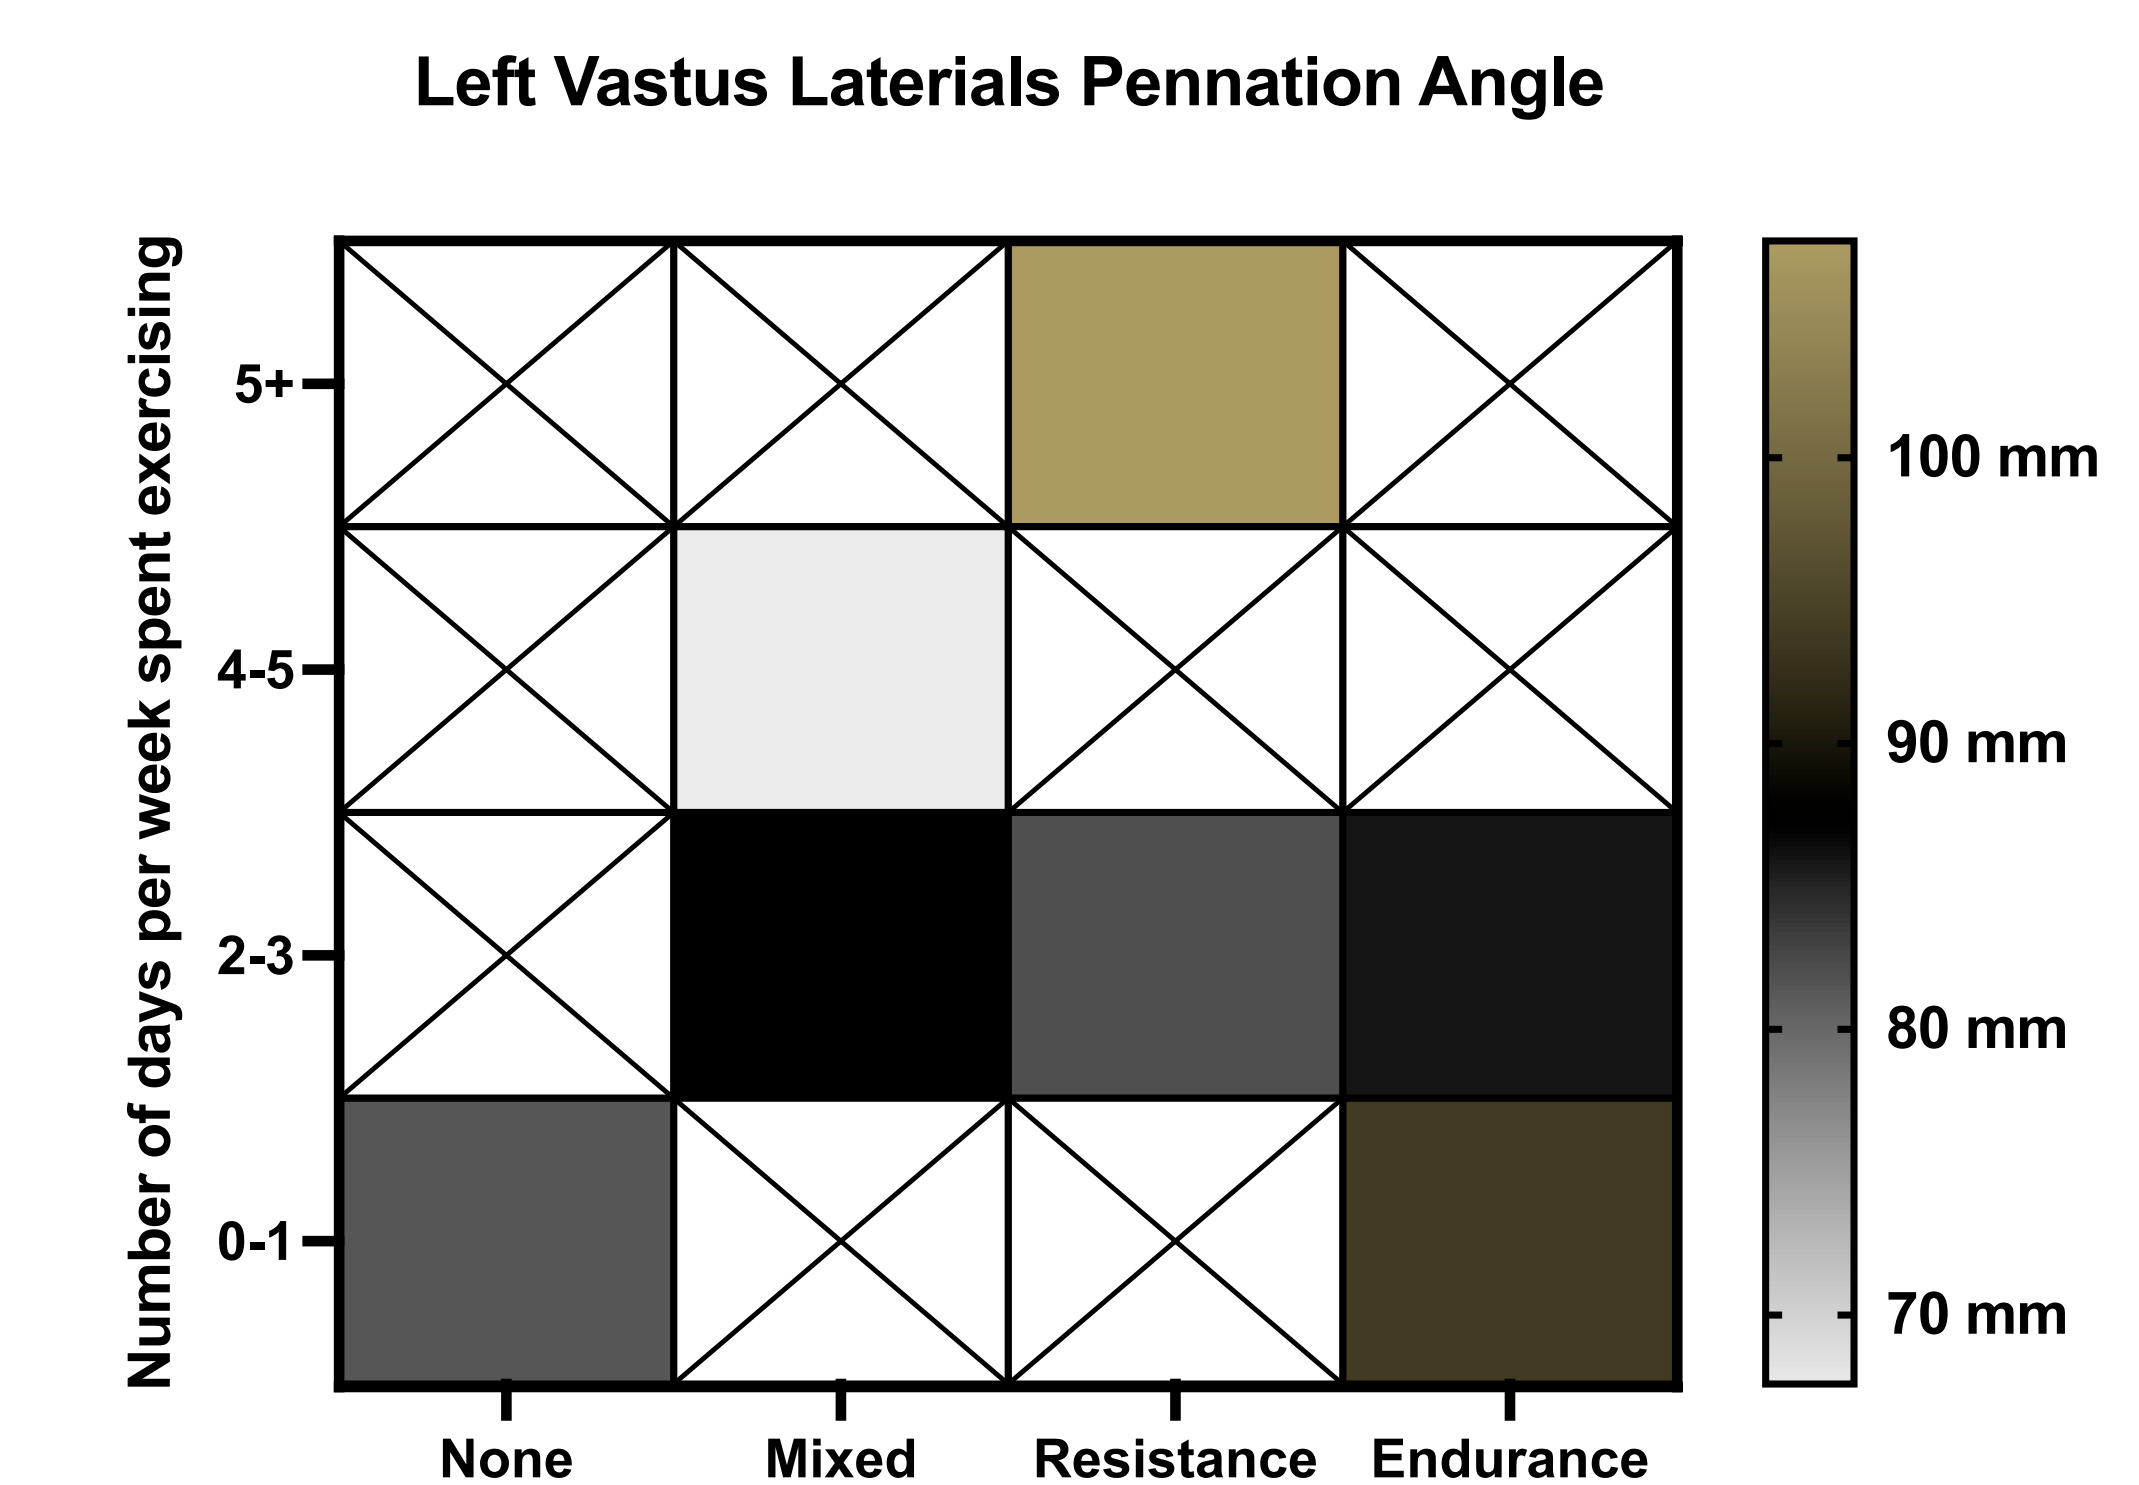 Left Vastus Laterials Pennation Angle
Number of days per week spent exercising
5+
4-5
2-3
0-1
None
Mixed
Resistance
Endurance
100 mm
90 mm
80 mm
70 mm